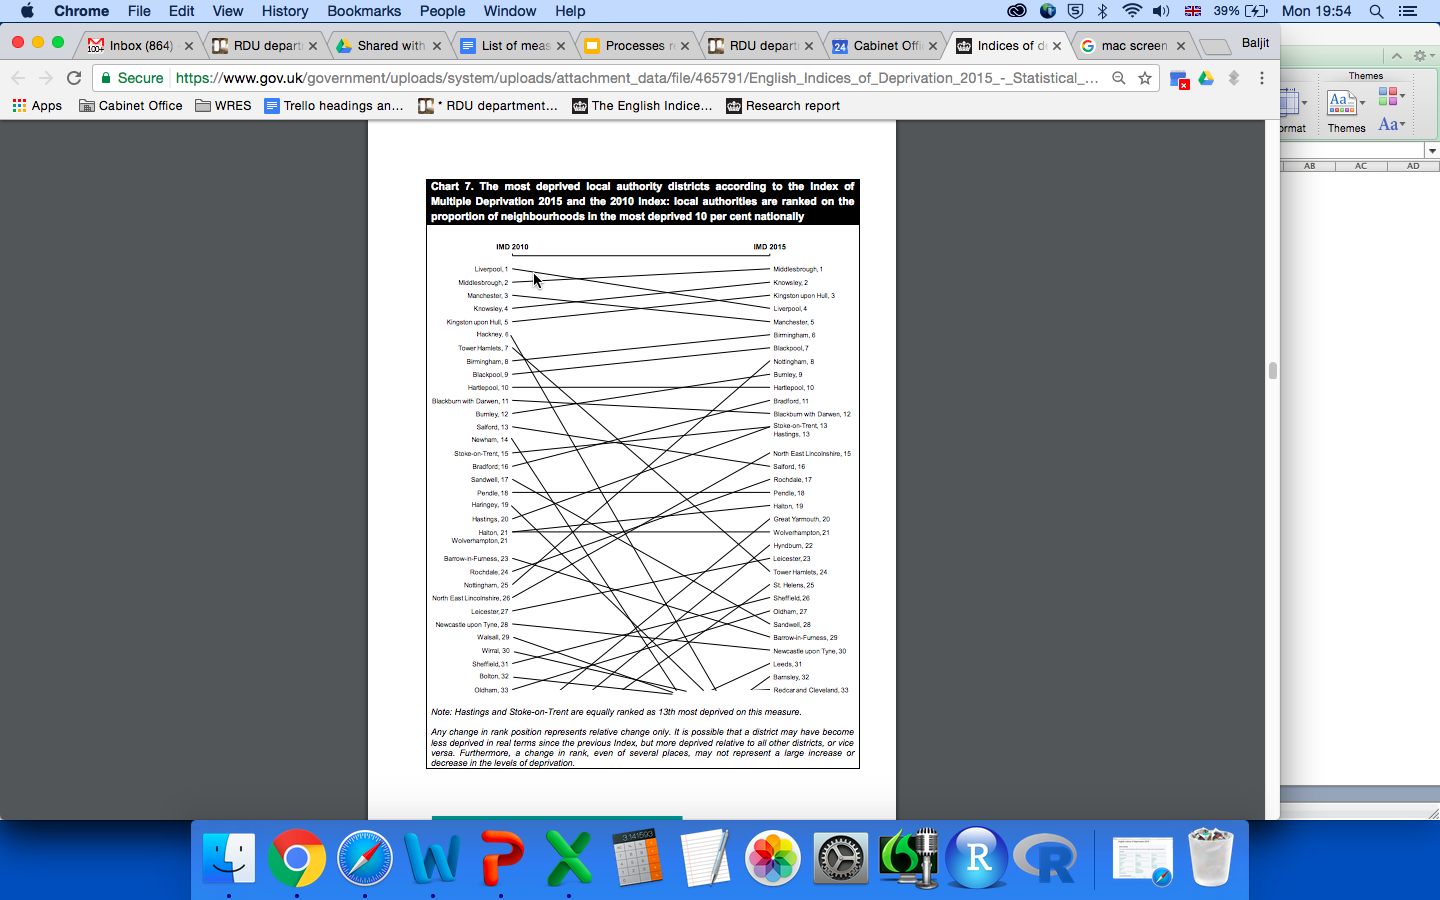 Chrome File Edit View History Bookmarks People Window Help
39% Mon 19:54
Inbox (864)
100+
RDU depart
Shared with
List of meas
Processes r
RDU depart
24
Cabinet Offi
Indices of d
mac screen
Baljit
Secure https://www.gov.uk/government/uploads/system/uploads/attachment_data/file/465791/English_Indices_of_Deprivation_2015_-_Statistical_...
Apps Cabinet Office WRES Trello headings an... * RDU department... The English Indice... Research report
Themes
Aa
rmat Themes Aa
AB AC AD
Chart 7. The most deprived local authority districts according to the Index of
Multiple Deprivation 2015 and the 2010 Index: local authorities are ranked on the
proportion of neighbourhoods in the most deprived 10 per cent nationally
IMD 2010 IMD 2015
Liverpool, 1 Middlesbrough, 1
Middlesbrough, 2 Knowsley, 2
Manchester, 3 Kingston upon Hull, 3
Knowsley, 4 Liverpool, 4
Kingston upon Hull, 5 Manchester, 5
Hackney, 6 Birmingham, 6
Tower Hamlets, 7 Blackpool, 7
Birmingham, 8 Nottingham, 8
Blackpool, 9 Burnley, 9
Hartlepool, 10 Hartlepool, 10
Blackburn with Darwen, 11 Bradford, 11
Burnley, 12 Blackburn with Darwen, 12
Salford, 13 Stoke-on-Trent, 13
Hastings, 13
Newham, 14
Stoke-on-Trent, 15 North East Lincolnshire, 15
Bradford, 16 Salford, 16
Sandwell, 17 Rochdale, 17
Pendle, 18 Pendle, 18
Haringey, 19 Halton, 19
Hastings, 20 Great Yarmouth, 20
Halton, 21 Wolverhampton, 21
Wolverhampton, 21 Hyndburn, 22
Barrow-in-Furness, 23 Leicester, 23
Rochdale, 24 Tower Hamlets, 24
Nottingham, 25 St. Helens, 25
North East Lincolnshire, 26 Sheffield, 26
Leicester, 27 Oldham, 27
Newcastle upon Tyne, 28 Sandwell, 28
Walsall, 29 Barrow-in-Furness, 29
Wirral, 30 Newcastle upon Tyne, 30
Sheffield, 31 Leeds, 31
Bolton, 32 Barnsley, 32
Oldham, 33 Redcar and Cleveland, 33
Note: Hastings and Stoke-on-Trent are equally ranked as 13th most deprived on this measure.
Any change in rank position represents relative change only. It is possible that a district may have become
less deprived in real terms since the previous Index, but more deprived relative to all other districts, or vice
versa. Furthermore, a change in rank, even of several places, may not represent a large increase or
decrease in the levels of deprivation.
W P X 3.141593 R R